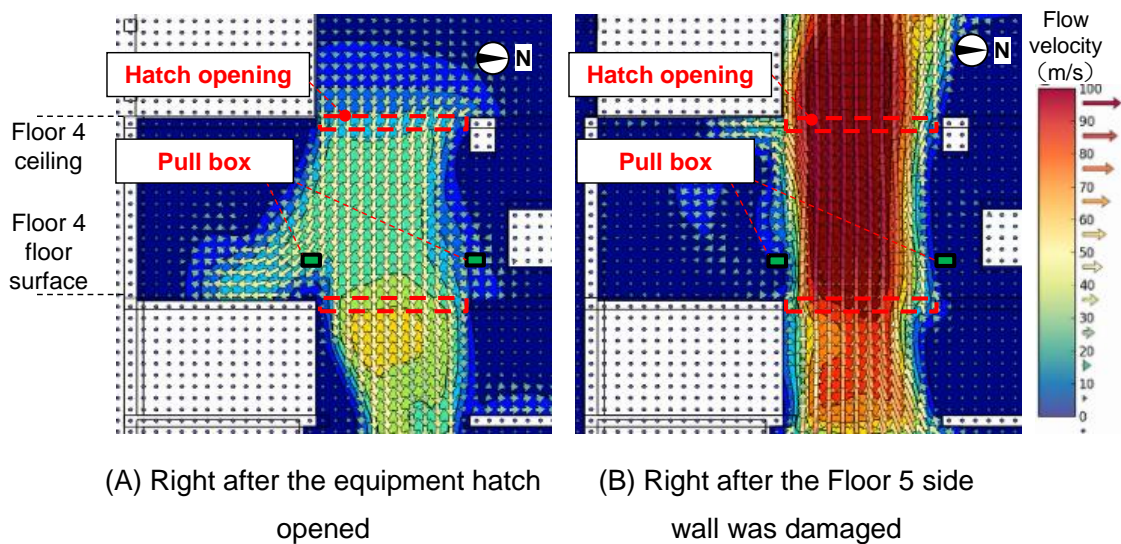 (A)
N
Hatch opening
Floor 4
ceiling
Pull box
Floor 4
floor
surface
(B)
N
Hatch opening
Pull box
Flow
velocity
（m/s）
100
90
80
70
60
50
40
30
20
10
0
(A) Right after the equipment hatch
opened
(B) Right after the Floor 5 side
wall was damaged